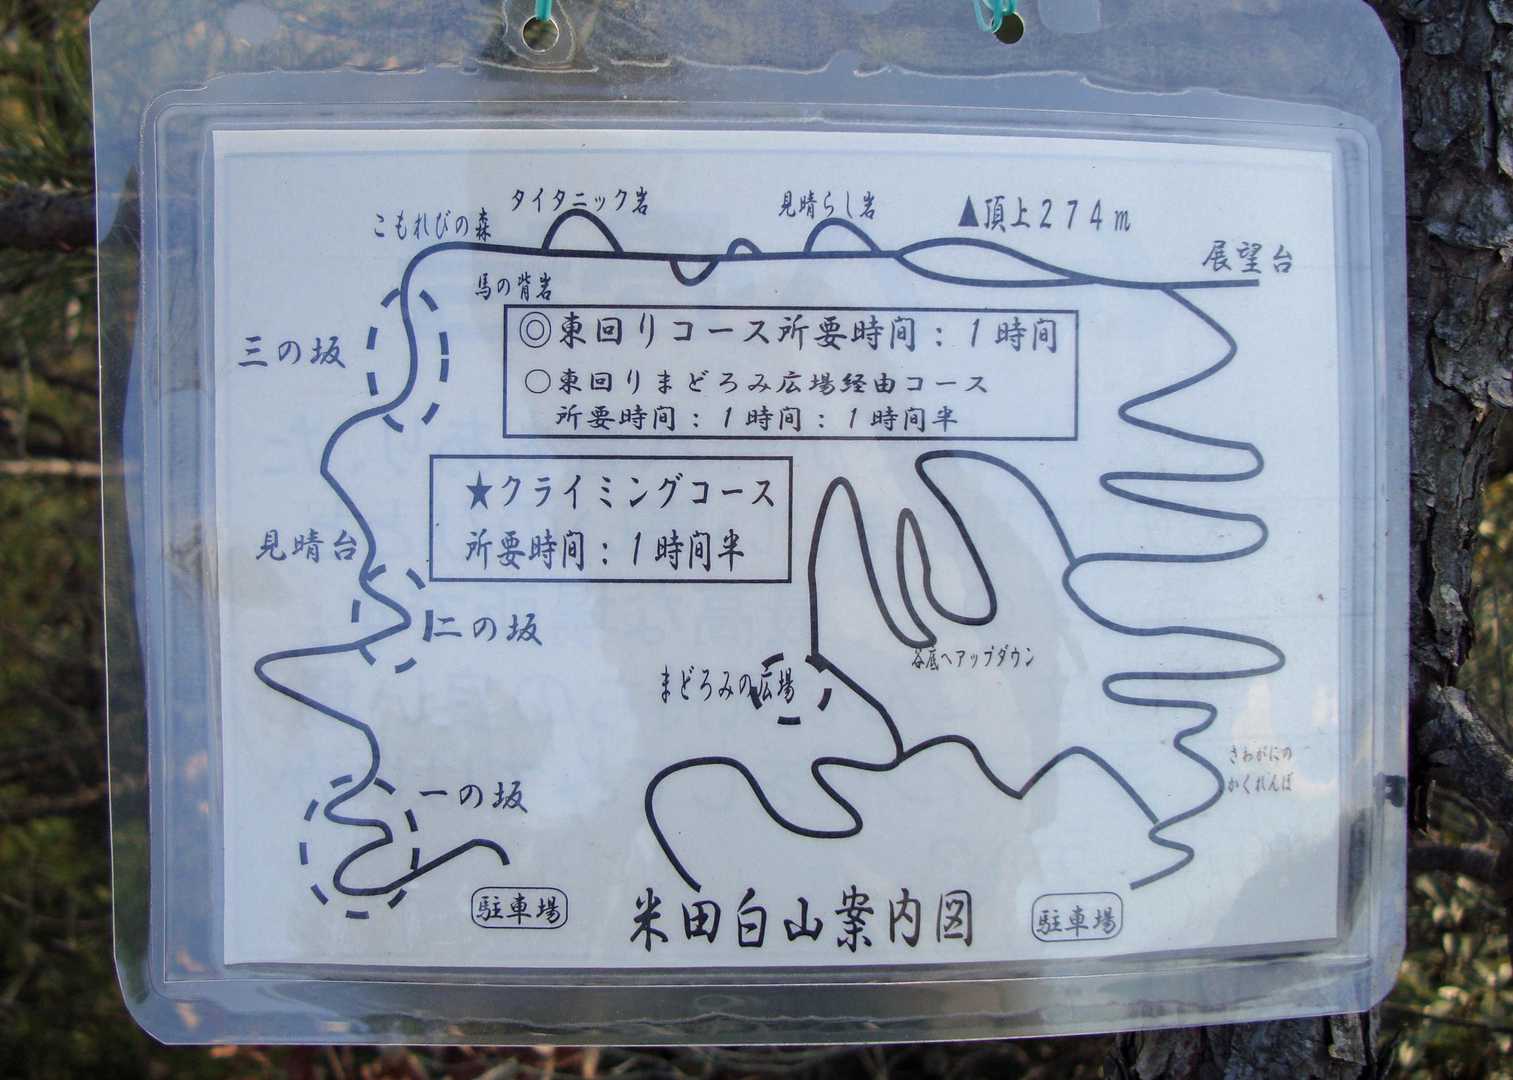 タイタニック岩
見晴らし岩
▲頂上274m
こもれびの森
展望台
馬の背岩
◎東回りコース所要時間：1時間
○東回りまどろみ広場経由コース
所要時間：1時間：1時間半
三の坂
★クライミングコース
所要時間：1時間半
見晴台
二の坂
谷底へアップダウン
まどろみの広場
さわがにの
かくれんぼ
一の坂
駐車場
米田白山案内図
駐車場